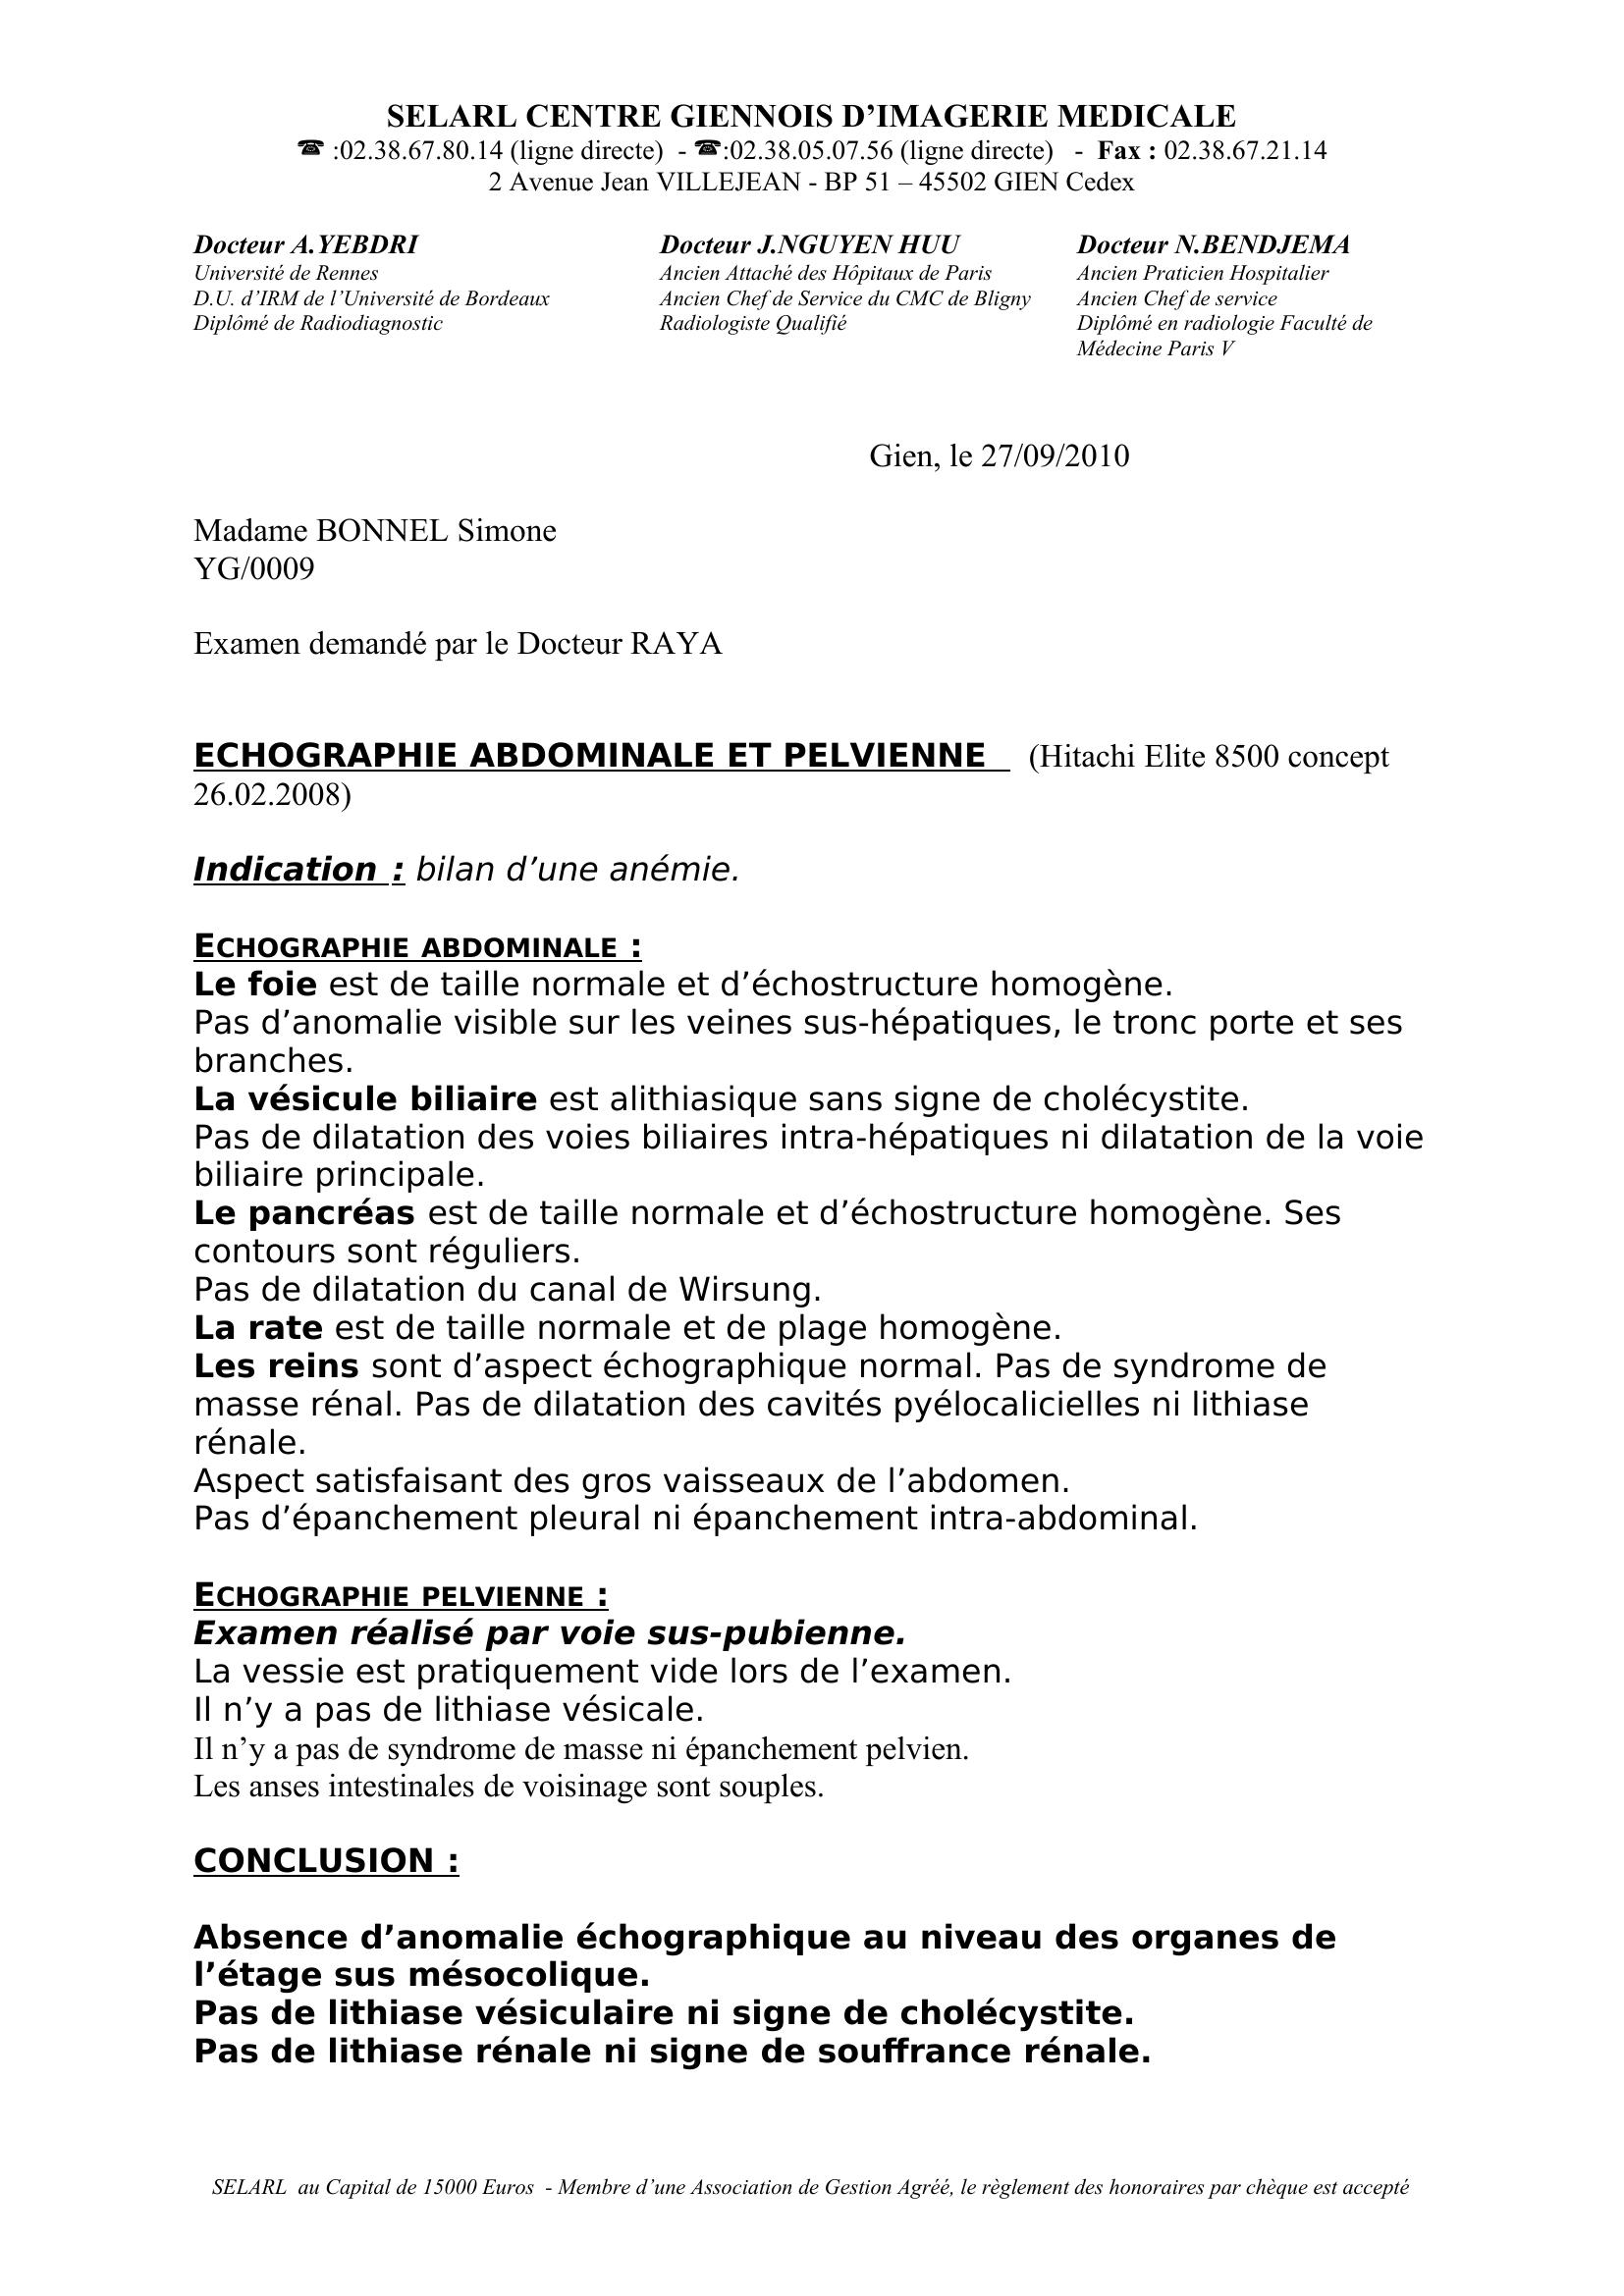 SELARL CENTRE GIENNOIS D’IMAGERIE MEDICALE
☎ :02.38.67.80.14 (ligne directte) - ☎:02.38.05.07.56 (ligne directe) - Fax : 02.38.67.21.14
2 Avenue Jean VILLEJEAN - BP 51 – 45502 GIEN Cedex
Docteur A.YEBDRI
Université de Rennes
D.U. d’IRM de l’Université de Bordeaux
Diplômé de Radiodiagnostic
Docteur J.NGUYEN HUU
Ancien Attaché des Hôpitaux de Paris
Ancien Chef de Service du CMC de Bligny
Radiologiste Qualifié
Docteur N.BENDJEMA
Ancien Praticien Hospitalier
Ancien Chef de service
Diplômé en radiologie Faculté de
Médecine Paris V
Gien, le 27/09/2010
Madame BONNEL Simone
YG/0009
Examen demandé par le Docteur RAYA
ECHOGRAPHIE ABDOMINALE ET PELVIENNE (Hitachi Elite 8500 concept
26.02.2008)
Indication : bilan d’une anémie.
ECHOGRAPHIE ABDOMINALE :
Le foie est de taille normale et d’échostructure homogène.
Pas d’anomalie visible sur les veines sus-hépatiques, le tronc porte et ses
branches.
La vésicule biliaire est alithiasique sans signe de cholécystite.
Pas de dilatation des voies biliaires intra-hépatiques ni dilatation de la voie
biliaire principale.
Le pancréas est de taille normale et d’échostructure homogène. Ses
contours sont réguliers.
Pas de dilatation du canal de Wirsung.
La rate est de taille normale et de plage homogène.
Les reins sont d’aspect échographique normal. Pas de syndrome de
masse rénal. Pas de dilatation des cavités pyélocalicielles ni lithiase
rénale.
Aspect satisfaisant des gros vaisseaux de l’abdomen.
Pas d’épanchement pleural ni épanchement intra-abdominal.
ECHOGRAPHIE PELVIENNE :
Examen réalisé par voie sus-pubienne.
La vessie est pratiquement vide lors de l’examen.
Il n’y a pas de lithiase vésicale.
Il n’y a pas de syndrome de masse ni épanchement pelvien.
Les anses intestinales de voisinage sont souples.
CONCLUSION :
Absence d’anomalie échographique au niveau des organes de
l’étage sus mésocolique.
Pas de lithiase vésiculaire ni signe de cholécystite.
Pas de lithiase rénale ni signe de souffrance rénale.
SELARL au Capital de 15000 Euros - Membre d’une Association de Gestion Agréé, le règlement des honoraires par chèque est accepté